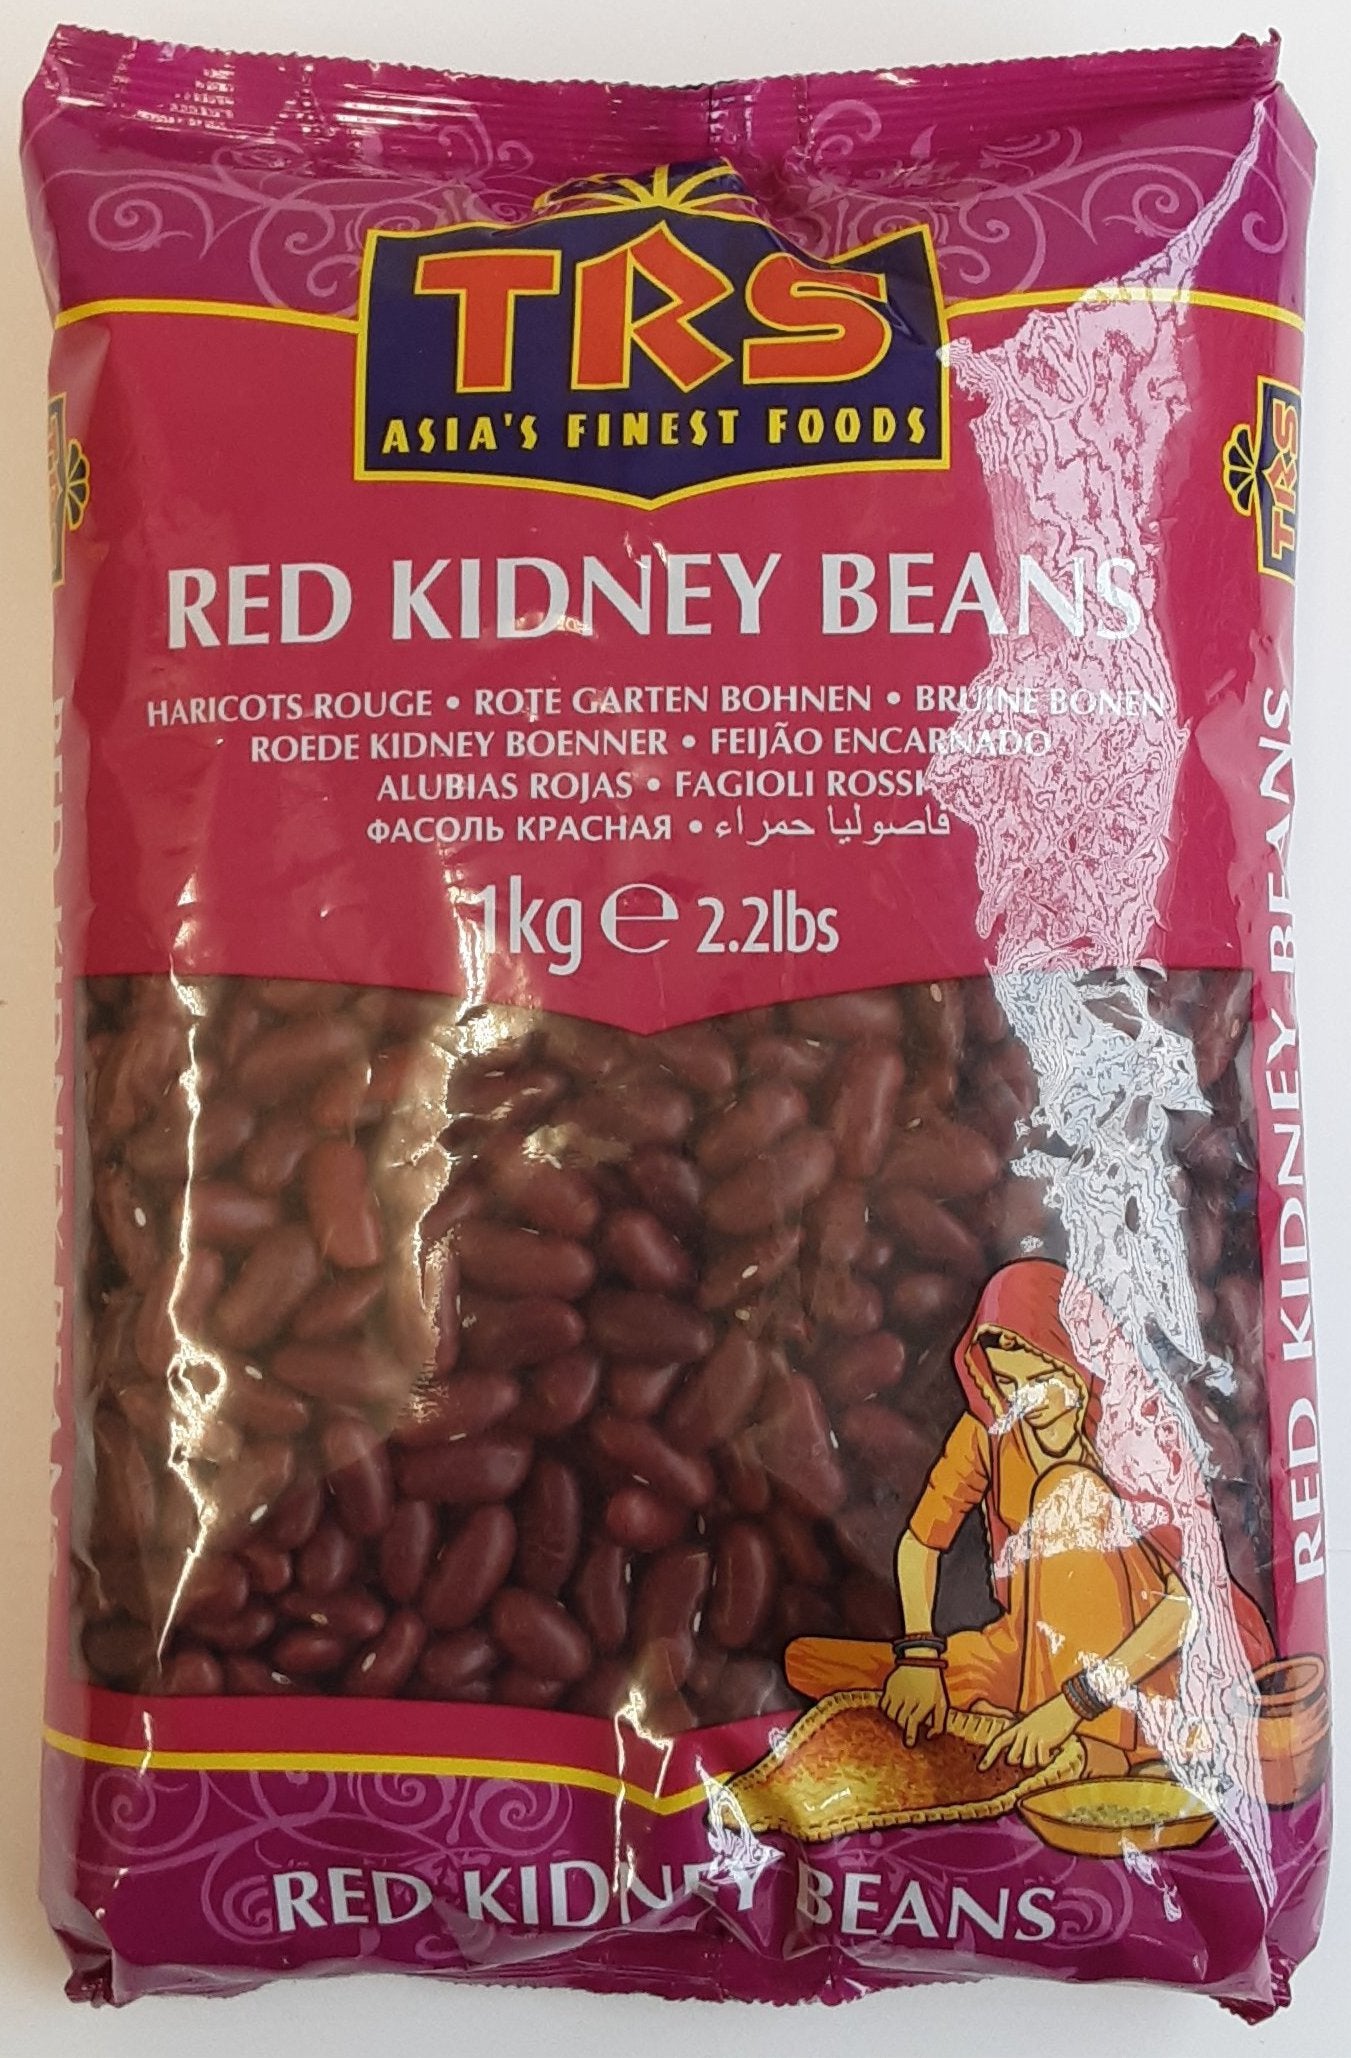 TRS
ASIA'S FINEST FOODS
RED KIDNEY BEANS
HARICOTS ROUGE • ROTE GARTEN BOHNEN • BRUINE BONEN
ROEDE KIDNEY BOENNER • FEIJÃO ENCARNADO
ALUBIAS ROJAS • FAGIOLI ROSSI
ФАСОЛЬ КРАСНАЯ • فاصوليا حمراء
1kg ℮ 2.2lbs
RED KIDNEY BEANS
TRS
RED KIDNEY BEANS